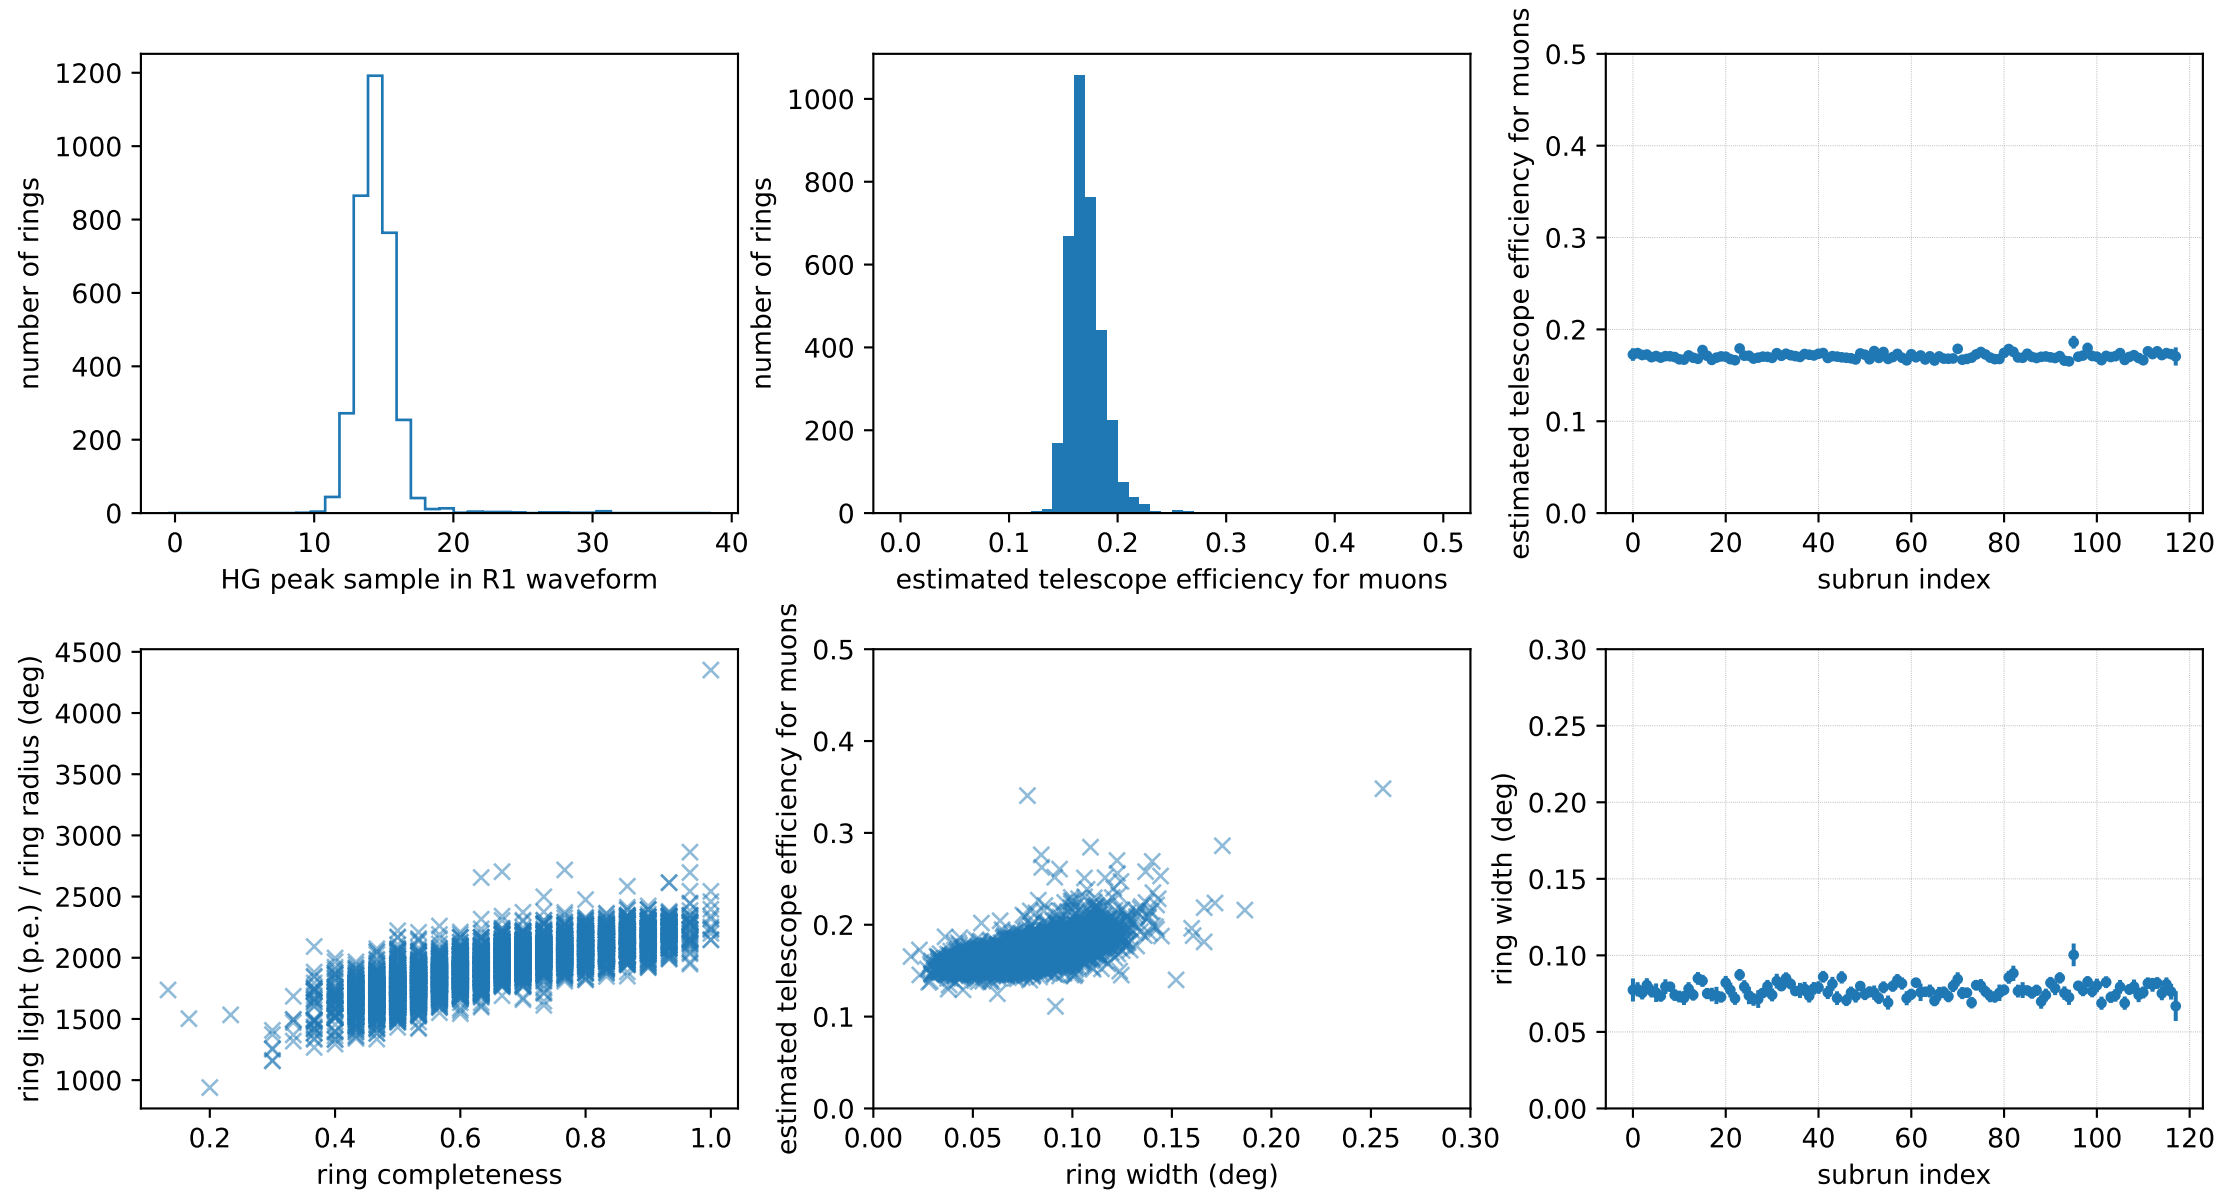 1200
1000
800
600
400
200
0
number of rings
0 10 20 30 40
HG peak sample in R1 waveform
1000
800
600
400
200
0
number of rings
0.0 0.1 0.2 0.3 0.4 0.5
estimated telescope efficiency for muons
0.5
0.4
0.3
0.2
0.1
0.0
estimated telescope efficiency for muons
0 20 40 60 80 100 120
subrun index
4500
4000
3500
3000
2500
2000
1500
1000
ring light (p.e.) / ring radius (deg)
0.2 0.4 0.6 0.8 1.0
ring completeness
0.5
0.4
0.3
0.2
0.1
0.0
estimated telescope efficiency for muons
0.00 0.05 0.10 0.15 0.20 0.25 0.30
ring width (deg)
0.30
0.25
0.20
0.15
0.10
0.05
0.00
ring width (deg)
0 20 40 60 80 100 120
subrun index